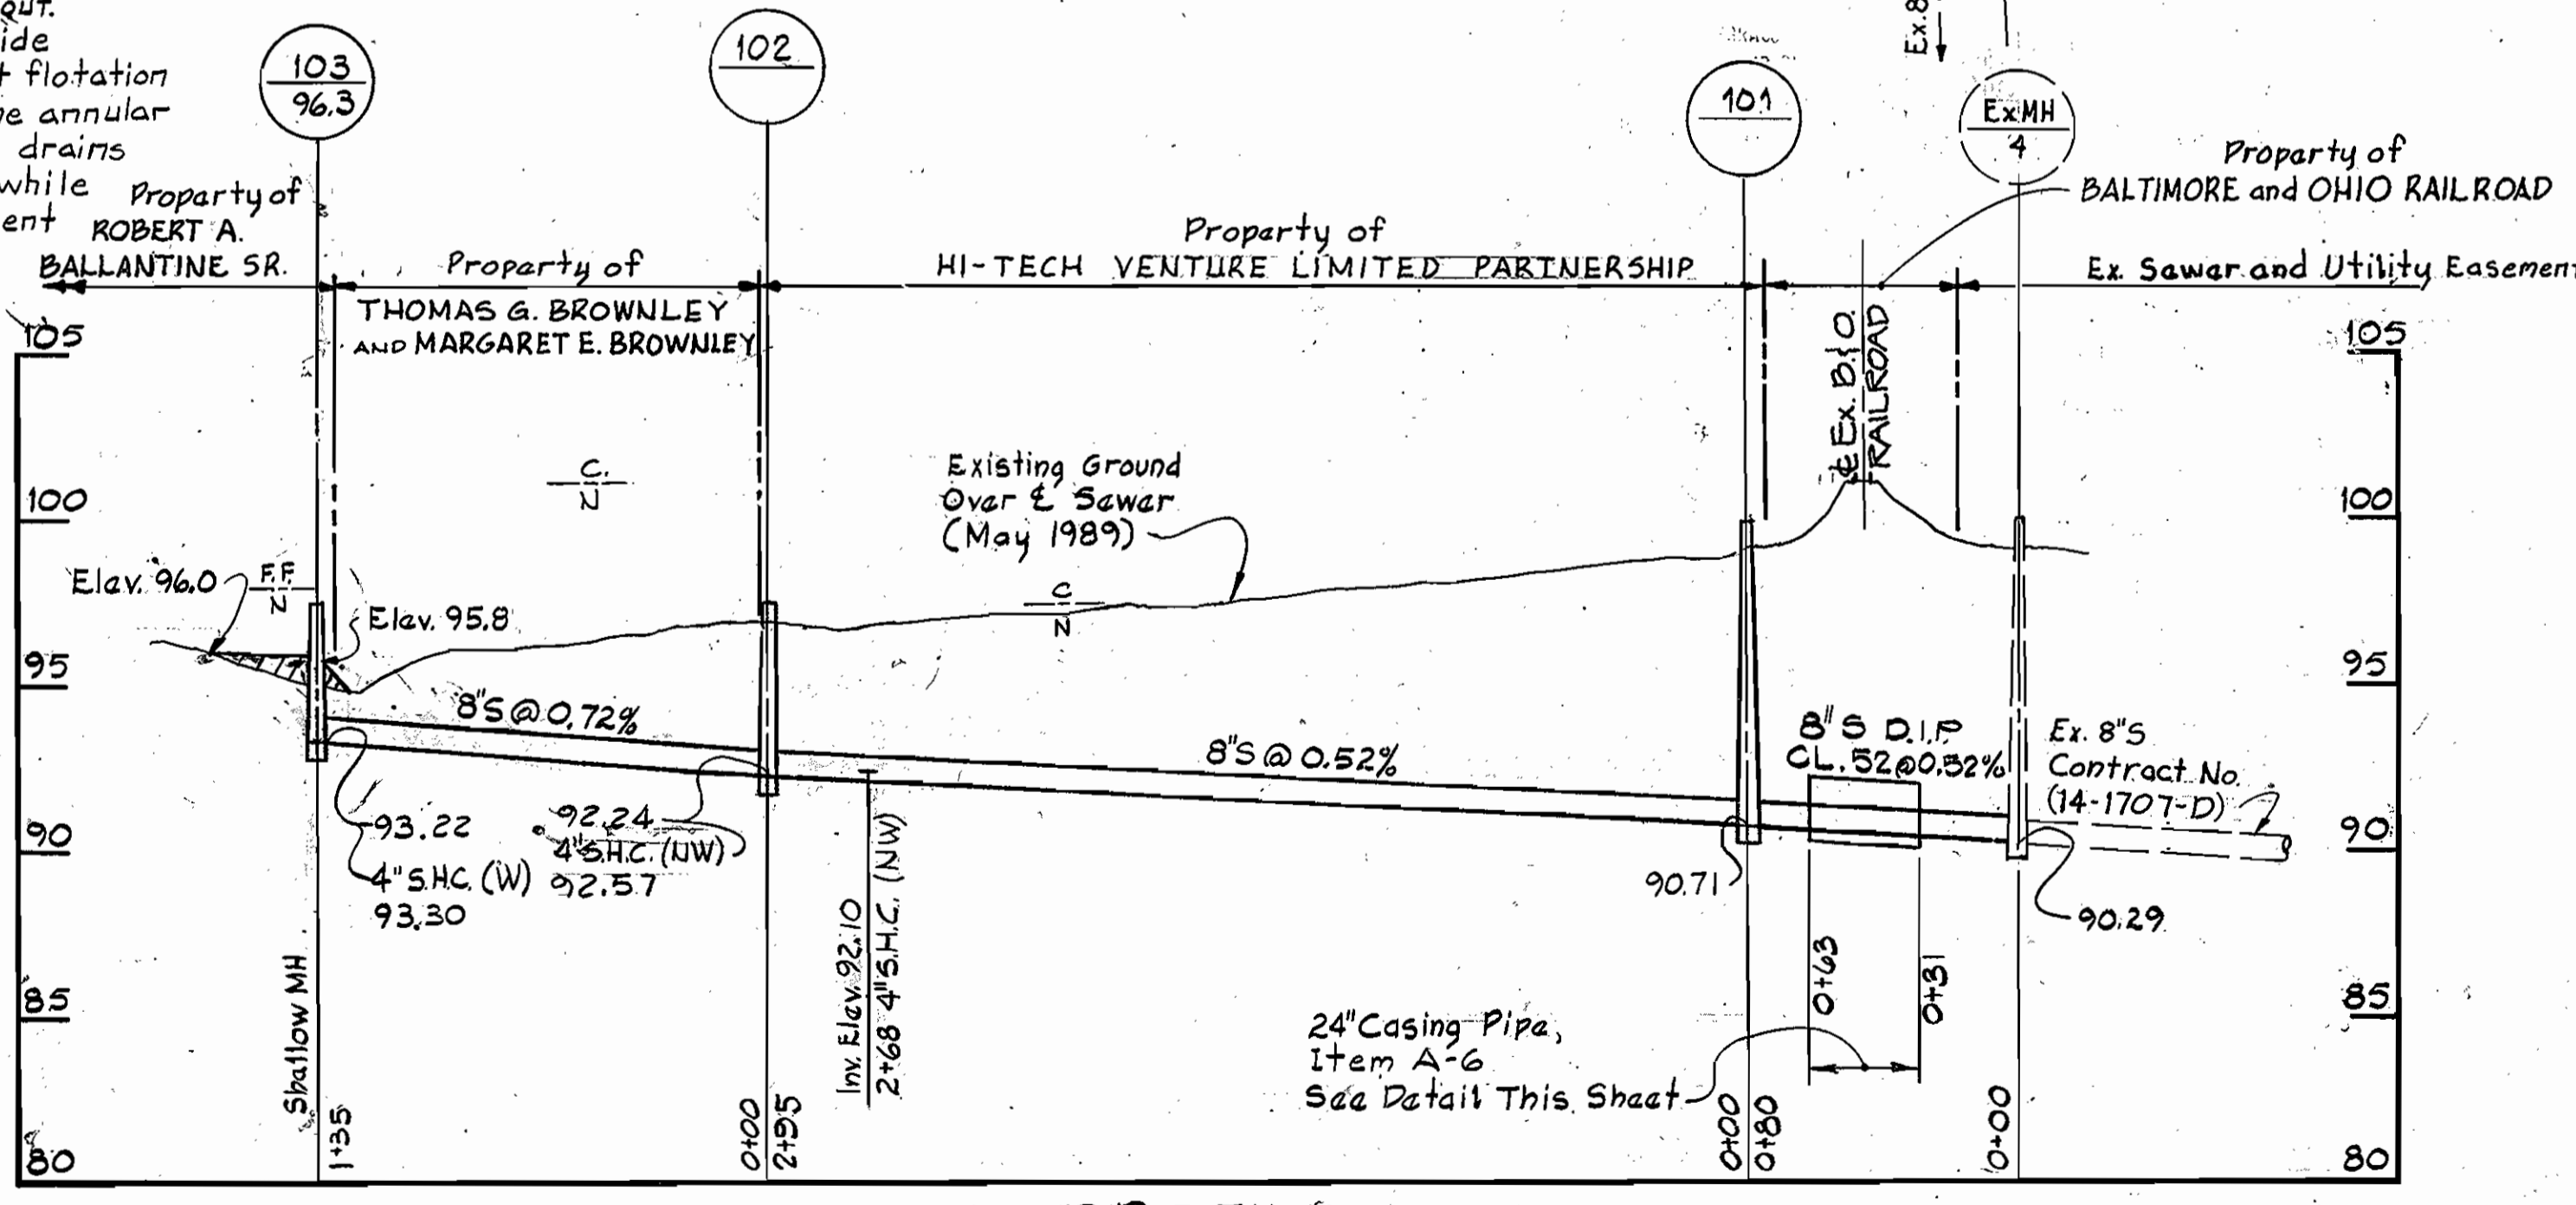 ide
flotation
annular
drains
while
103
96.3
102
101
Ex MH
4
Ex. 8
Property of
ROBERT A.
BALLANTINE SR.
Property of
THOMAS G. BROWNLEY
AND MARGARET E. BROWNLEY
Property of
HI-TECH VENTURE LIMITED PARTNERSHIP
Property of
BALTIMORE and OHIO RAILROAD
Ex. Sewer and Utility Easement
105
100
95
90
85
80
105
100
95
90
85
80
C.
N
Existing Ground
Over ℄ Sewer
(May 1989)
C
N
℄ Ex. B.&O.
RAILROAD
Elev. 96.0
F.F.
N
Elev. 95.8
8"S @ 0.72%
8"S @ 0.52%
8"S D.I.P.
CL. 52 @ 0.52%
Ex. 8"S
Contract No.
(14-1707-D)
93.22
4" S.H.C. (W)
93.30
92.24
4" S.H.C. (NW)
92.57
Inv. Elev. 92.10
2+68 4" S.H.C. (NW)
90.71
90.29
0+63
0+31
24" Casing Pipe,
Item A-6
See Detail This Sheet
Shallow MH
1+35
0+00
2+95
0+00
0+80
0+00